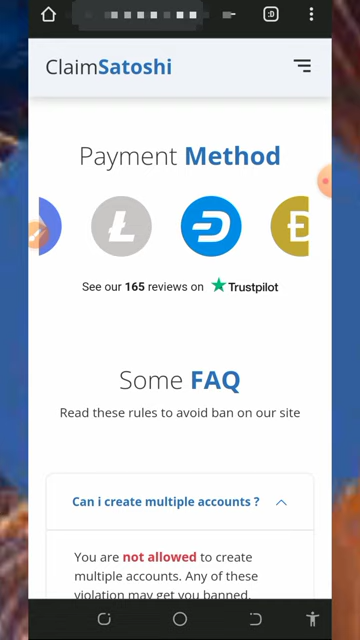 ClaimSatoshi
Payment Method
See our 165 reviews on Trustpilot
Some FAQ
Read these rules to avoid ban on our site
Can i create multiple accounts ?
You are not allowed to create
multiple accounts. Any of these
violation may get you banned.